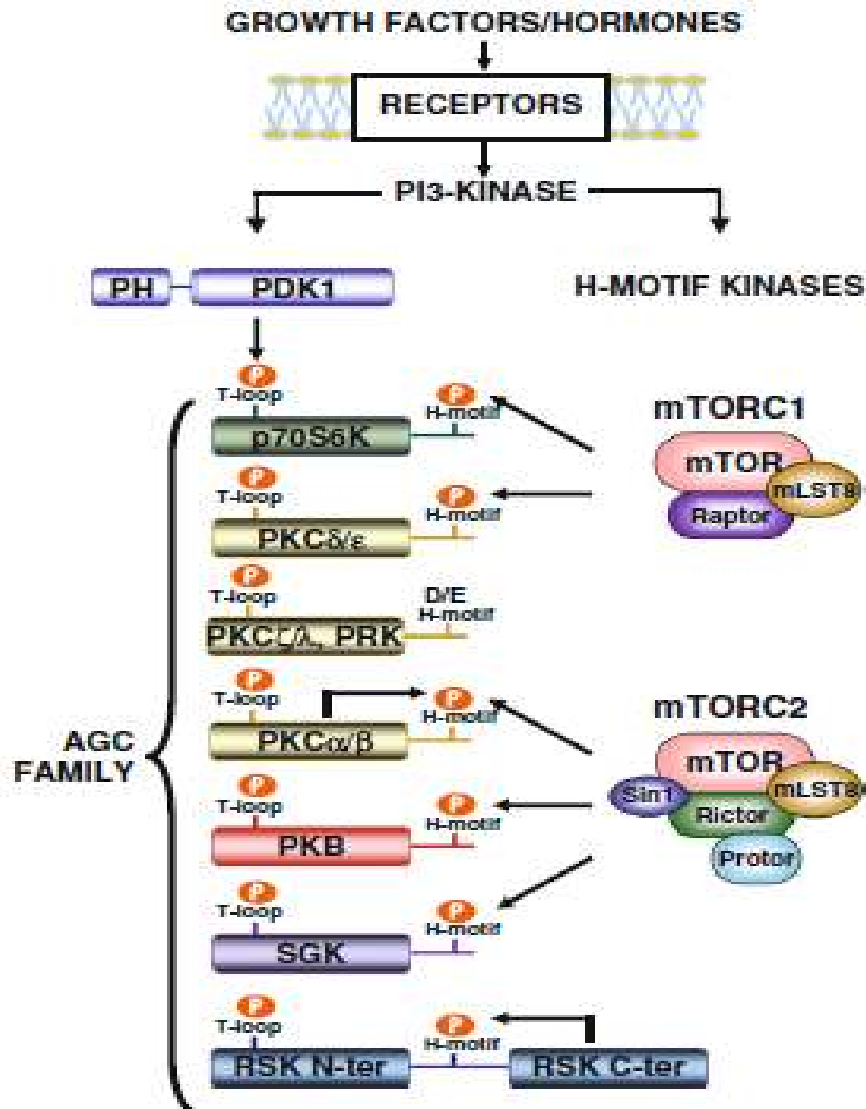 GROWTH FACTORS/HORMONES
RECEPTORS
PI3-KINASE
PH
PDK1
H-MOTIF KINASES
P
T-loop
P
H-motif
p70S6K
mTORC1
mTOR
mLST8
Raptor
P
T-loop
P
H-motif
PKCδ/ε
P
T-loop
D/E
H-motif
PKCζ/λ, PRK
P
T-loop
P
H-motif
PKCα/β
mTORC2
mTOR
mLST8
Sin1
Rictor
Protor
AGC
FAMILY
P
T-loop
P
H-motif
PKB
P
T-loop
P
H-motif
SGK
P
T-loop
P
H-motif
RSK N-ter
RSK C-ter